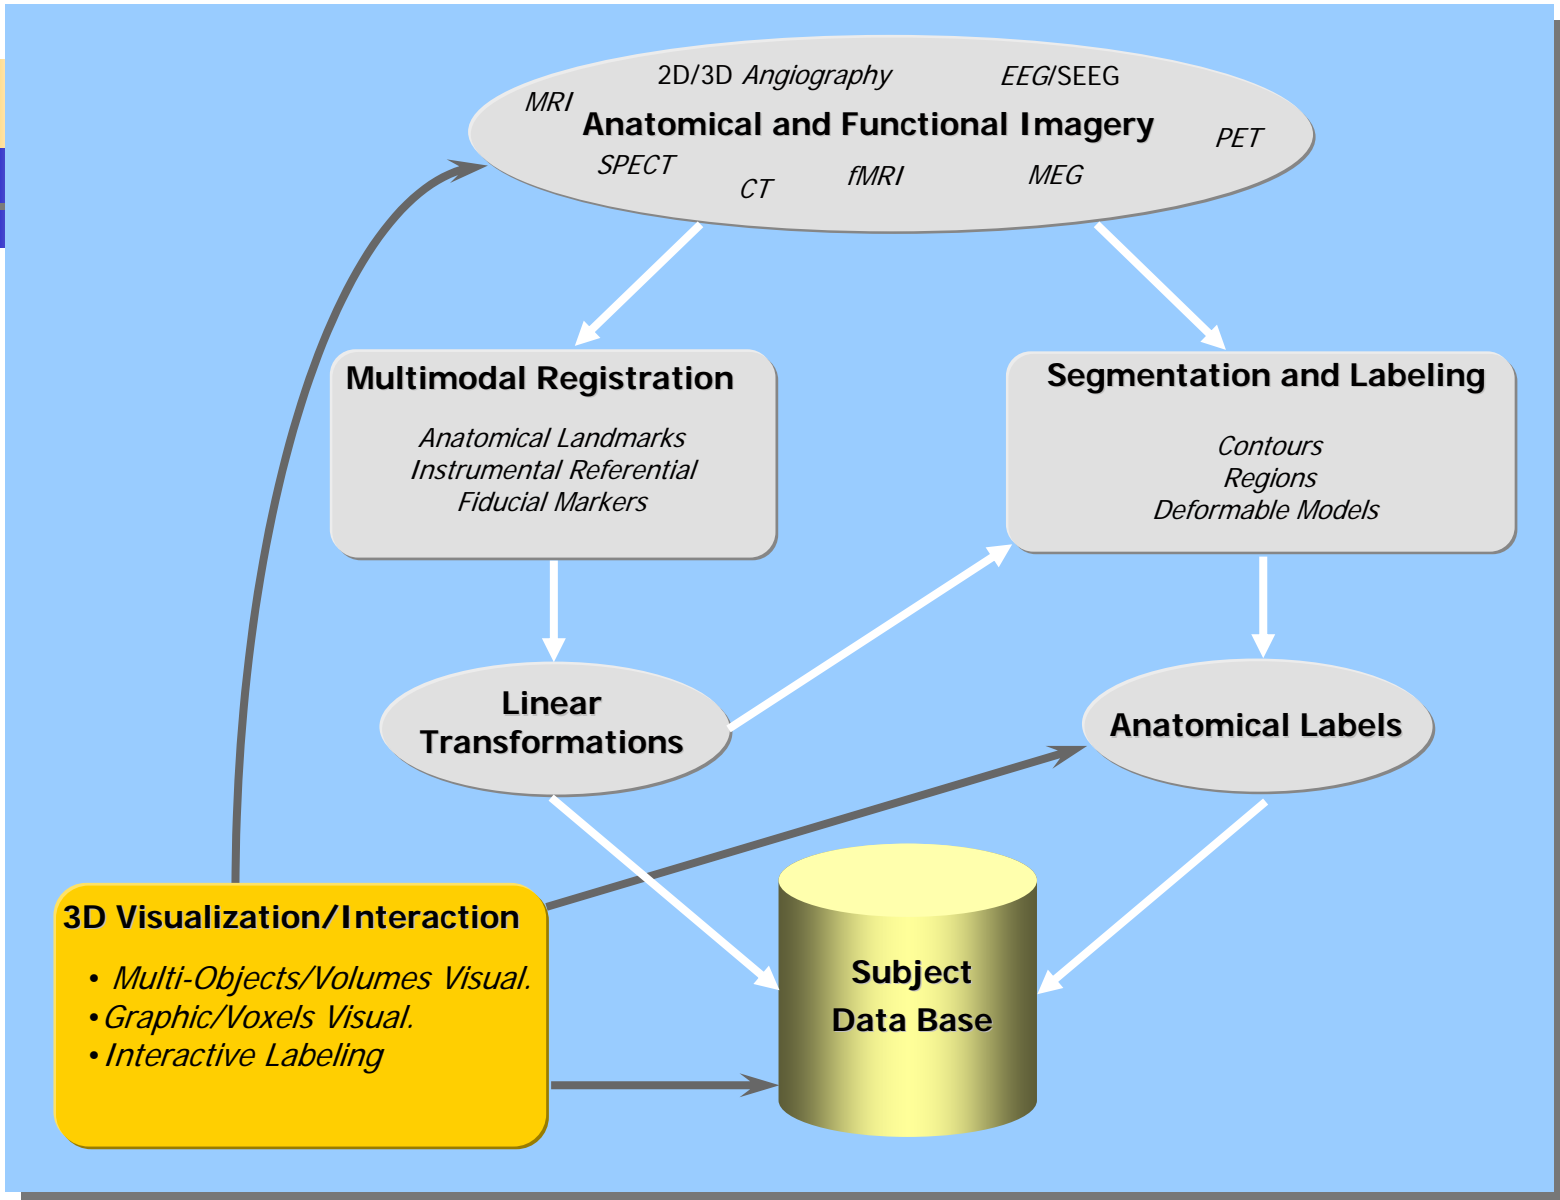 2D/3D Angiography
EEG/SEEG
MRI
Anatomical and Functional Imagery
PET
SPECT
CT
fMRI
MEG
Multimodal Registration
Anatomical Landmarks
Instrumental Referential
Fiducial Markers
Segmentation and Labeling
Contours
Regions
Deformable Models
Linear
Transformations
Anatomical Labels
3D Visualization/Interaction
• Multi-Objects/Volumes Visual.
• Graphic/Voxels Visual.
• Interactive Labeling
Subject
Data Base